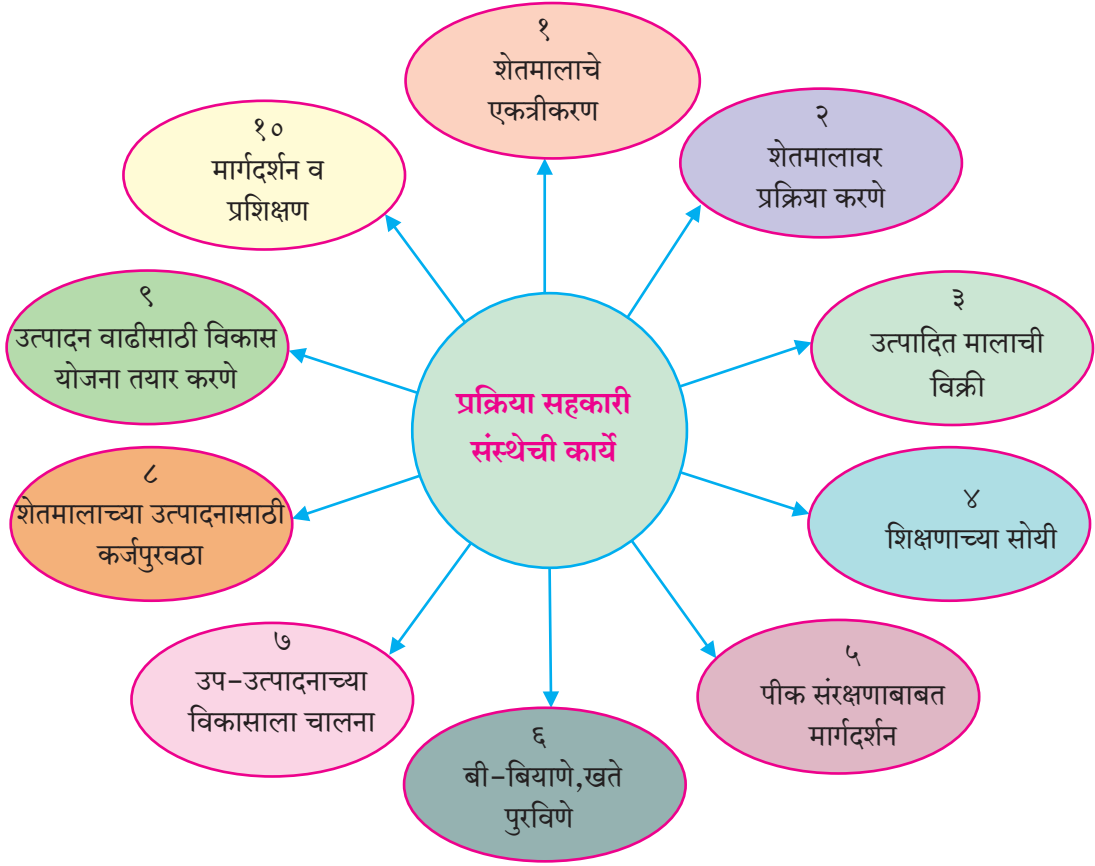 १
शेतमालाचे
एकत्रीकरण
२
शेतमालावर
प्रक्रिया करणे
३
उत्पादित मालाची
विक्री
४
शिक्षणाच्या सोयी
५
पीक संरक्षणाबाबत
मार्गदर्शन
६
बी-बियाणे,खते
पुरविणे
७
उप-उत्पादनाच्या
विकासाला चालना
८
शेतमालाच्या उत्पादनासाठी
कर्जपुरवठा
९
उत्पादन वाढीसाठी विकास
योजना तयार करणे
१०
मार्गदर्शन व
प्रशिक्षण
प्रक्रिया सहकारी
संस्थेची कार्ये